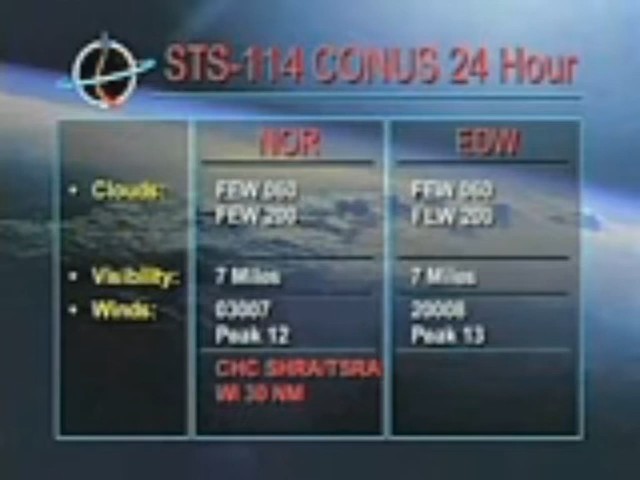 STS-114 CONUS 24 Hour
NOR EDW
• Clouds: FEW 060 FEW 060
FEW 200 FEW 200
• Visibility: 7 Miles 7 Miles
• Winds: 03007 20008
Peak 12 Peak 13
CHC SHRA/TSRA
WI 30 NM